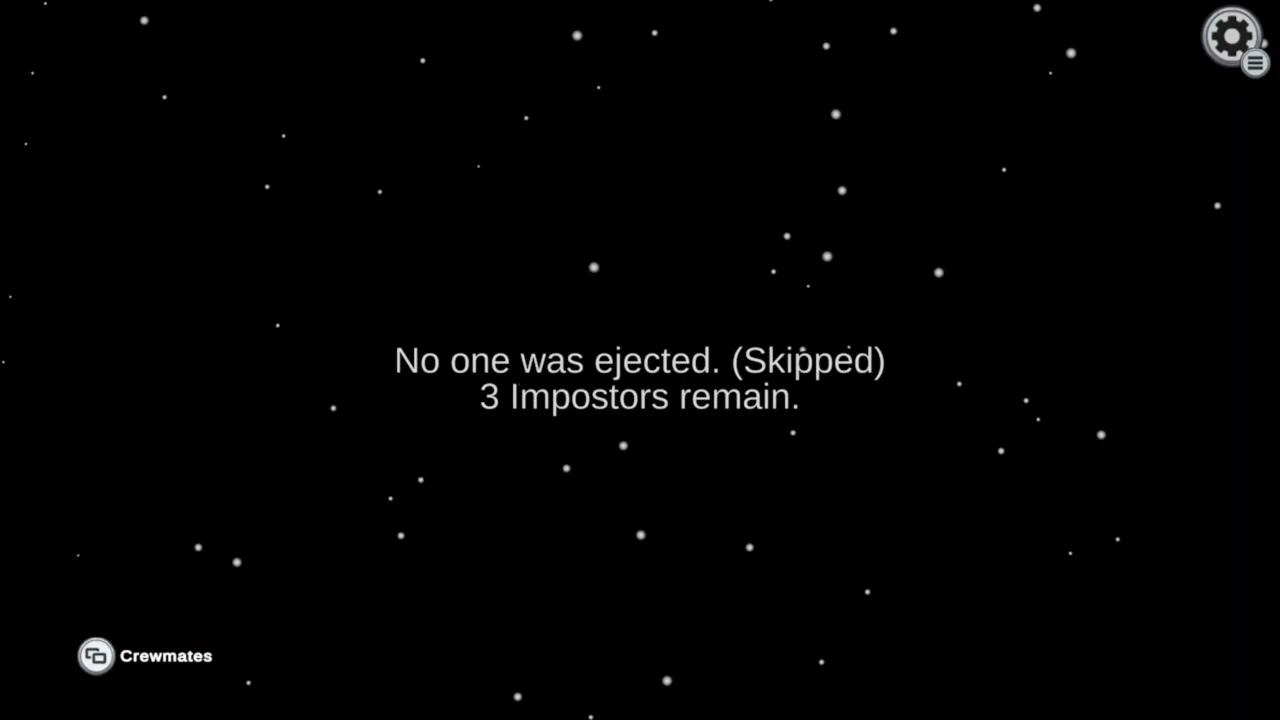 No one was ejected. (Skipped)
3 Impostors remain.
Crewmates